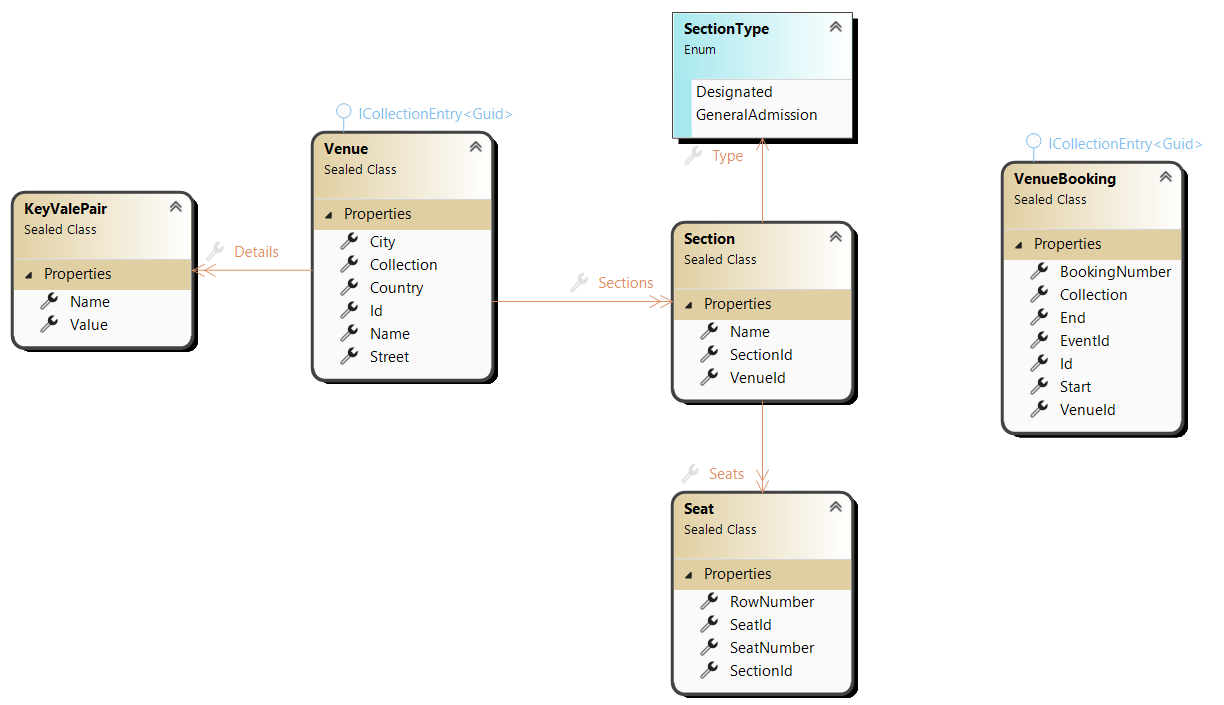 SectionType
Enum
Designated
GeneralAdmission
ICollectionEntry<Guid>
Venue
Sealed Class
Properties
City
Collection
Country
Id
Name
Street
KeyValePair
Sealed Class
Properties
Name
Value
Details
Type
Sections
Section
Sealed Class
Properties
Name
SectionId
VenueId
Seats
Seat
Sealed Class
Properties
RowNumber
SeatId
SeatNumber
SectionId
ICollectionEntry<Guid>
VenueBooking
Sealed Class
Properties
BookingNumber
Collection
End
EventId
Id
Start
VenueId